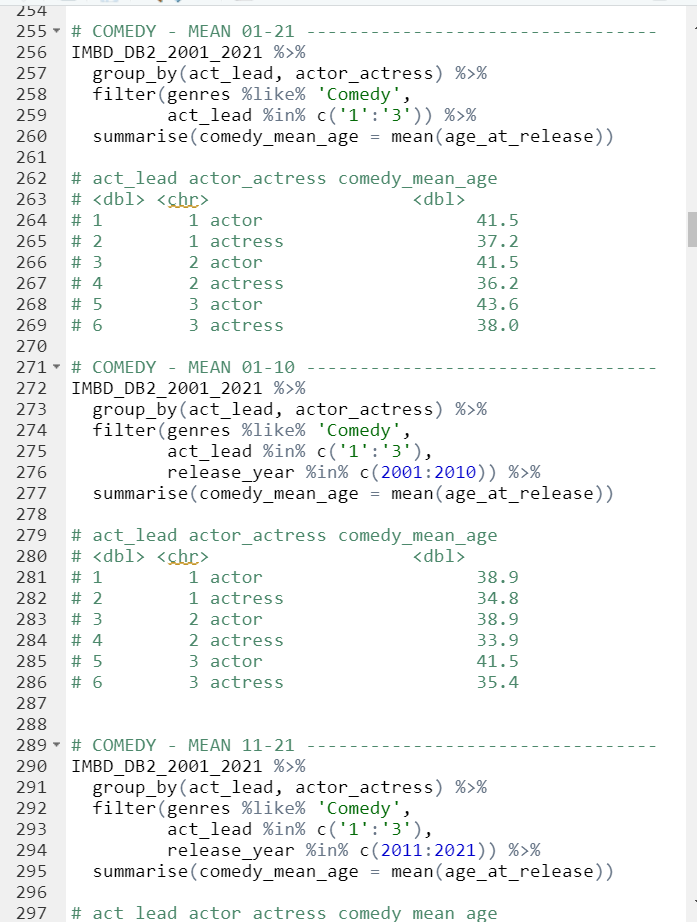 254
255 # COMEDY - MEAN 01-21 ---------------------------------
256 IMBD_DB2_2001_2021 %>%
257   group_by(act_lead, actor_actress) %>%
258   filter(genres %like% 'Comedy',
259          act_lead %in% c('1':'3')) %>%
260   summarise(comedy_mean_age = mean(age_at_release))
261
262 # act_lead actor_actress comedy_mean_age
263 # <dbl> <chr>                   <dbl>
264 # 1        1 actor                    41.5
265 # 2        1 actress                  37.2
266 # 3        2 actor                    41.5
267 # 4        2 actress                  36.2
268 # 5        3 actor                    43.6
269 # 6        3 actress                  38.0
270
271 # COMEDY - MEAN 01-10 ---------------------------------
272 IMBD_DB2_2001_2021 %>%
273   group_by(act_lead, actor_actress) %>%
274   filter(genres %like% 'Comedy',
275          act_lead %in% c('1':'3'),
276          release_year %in% c(2001:2010)) %>%
277   summarise(comedy_mean_age = mean(age_at_release))
278
279 # act_lead actor_actress comedy_mean_age
280 # <dbl> <chr>                   <dbl>
281 # 1        1 actor                    38.9
282 # 2        1 actress                  34.8
283 # 3        2 actor                    38.9
284 # 4        2 actress                  33.9
285 # 5        3 actor                    41.5
286 # 6        3 actress                  35.4
287
288
289 # COMEDY - MEAN 11-21 ---------------------------------
290 IMBD_DB2_2001_2021 %>%
291   group_by(act_lead, actor_actress) %>%
292   filter(genres %like% 'Comedy',
293          act_lead %in% c('1':'3'),
294          release_year %in% c(2011:2021)) %>%
295   summarise(comedy_mean_age = mean(age_at_release))
296
297 # act_lead actor_actress comedy_mean_age